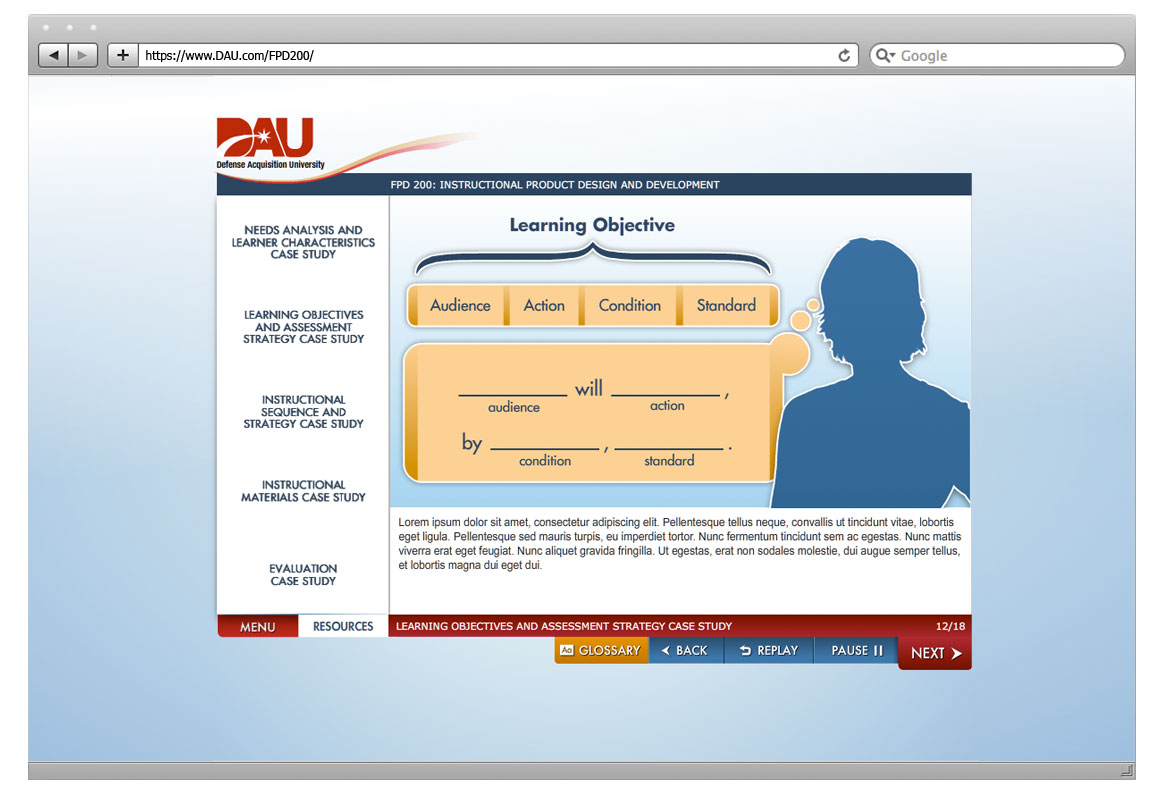 https://www.DAU.com/FPD200/
Google
DAU
Defense Acquisition University
FPD 200: INSTRUCTIONAL PRODUCT DESIGN AND DEVELOPMENT
NEEDS ANALYSIS AND
LEARNER CHARACTERISTICS
CASE STUDY
LEARNING OBJECTIVES
AND ASSESSMENT
STRATEGY CASE STUDY
INSTRUCTIONAL
SEQUENCE AND
STRATEGY CASE STUDY
INSTRUCTIONAL
MATERIALS CASE STUDY
EVALUATION
CASE STUDY
Learning Objective
Audience Action Condition Standard
__________ will __________ ,
audience action
by __________ , __________ .
condition standard
Lorem ipsum dolor sit amet, consectetur adipiscing elit. Pellentesque tellus neque, convallis ut tincidunt vitae, lobortis
eget ligula. Pellentesque sed mauris turpis, eu imperdiet tortor. Nunc fermentum tincidunt sem ac egestas. Nunc mattis
viverra erat eget feugiat. Nunc aliquet gravida fringilla. Ut egestas, erat non sodales molestie, dui augue semper tellus,
et lobortis magna dui eget dui.
MENU RESOURCES LEARNING OBJECTIVES AND ASSESSMENT STRATEGY CASE STUDY 12/18
Aa GLOSSARY BACK REPLAY PAUSE NEXT